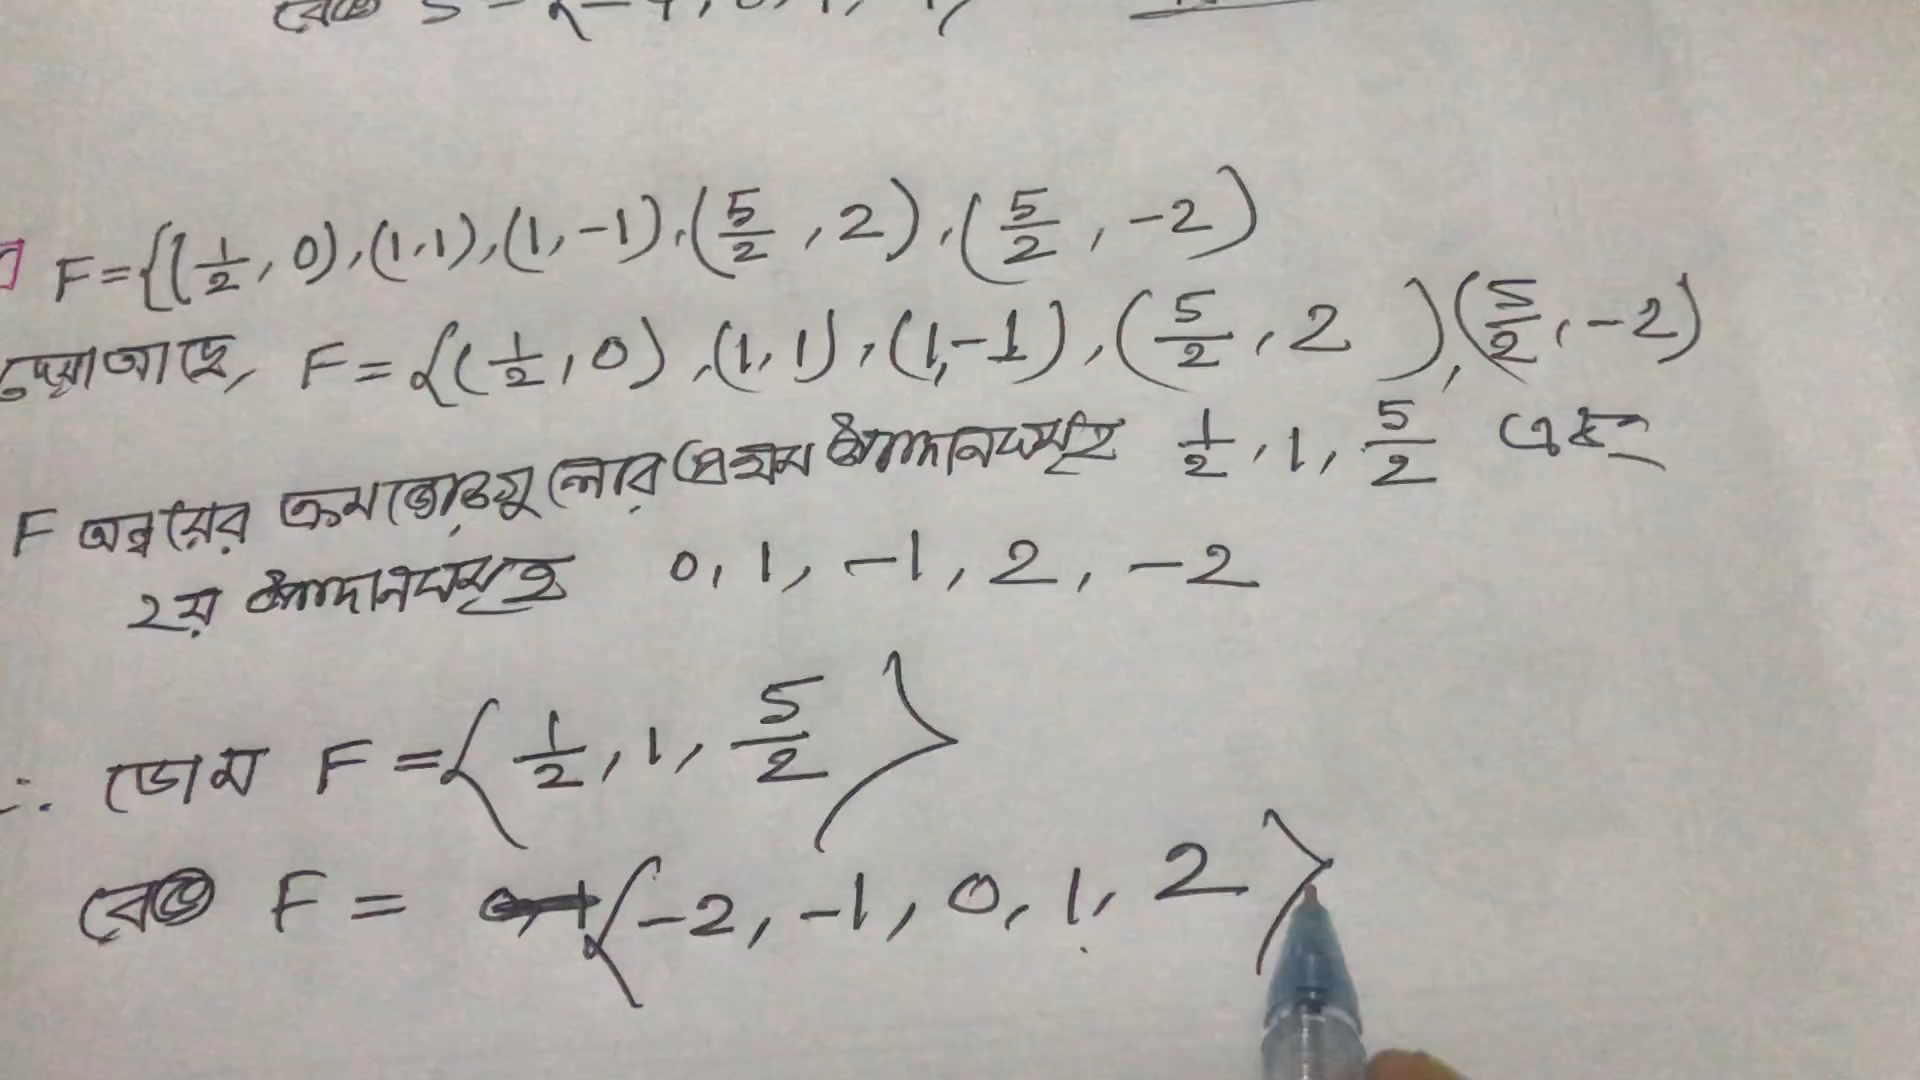 F={(1/2, 0), (1,1), (1,-1), (5/2, 2), (5/2, -2)
দেয়া আছে, F = {(1/2, 0), (1,1), (1,-1), (5/2, 2), (5/2, -2)
F অন্বয়ের ক্রমজোড়গুলোর প্রথম উপাদানসমূহ 1/2, 1, 5/2 এবং
২য় উপাদানসমূহ 0, 1, -1, 2, -2
∴ ডোম F = {1/2, 1, 5/2}
রেঞ্জ F = {-2, -1, 0, 1, 2}